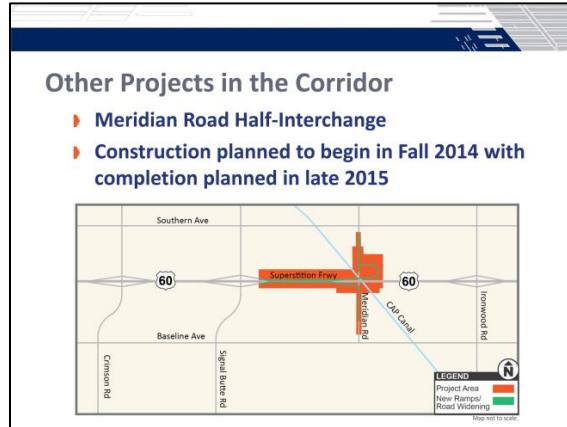 Other Projects in the Corridor
Meridian Road Half-Interchange
Construction planned to begin in Fall 2014 with
completion planned in late 2015
Southern Ave
Superstition Frwy
60
60
Meridian Rd
CAP Canal
Ironwood Rd
Baseline Ave
Crimson Rd
Signal Butte Rd
N
LEGEND
Project Area
New Ramps/
Road Widening
Map not to scale.